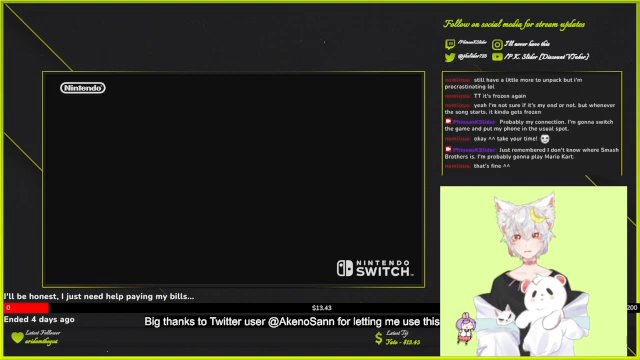 Follow on social media for stream updates
I'll never have this
Nintendo
still have a little more to unpack but i'm
procrastinating lol
TT it's frozen again
yeah I'm not sure if it's my end or not, but whenever
the song starts, it kinda gets frozen
Probably my connection. I'm gonna switch
the game and put my phone in the usual spot.
okay ^^ take your time!
Just remembered I don't know where Smash
Brothers is. I'm probably gonna play Mario Kart.
that's fine ^^
NINTENDO
SWITCH
I'll be honest, I just need help paying my bills...
0
$13.43
200
Ended 4 days ago
Big thanks to Twitter user @AkenoSann for letting me use this
Latest Follower
Latest Tip